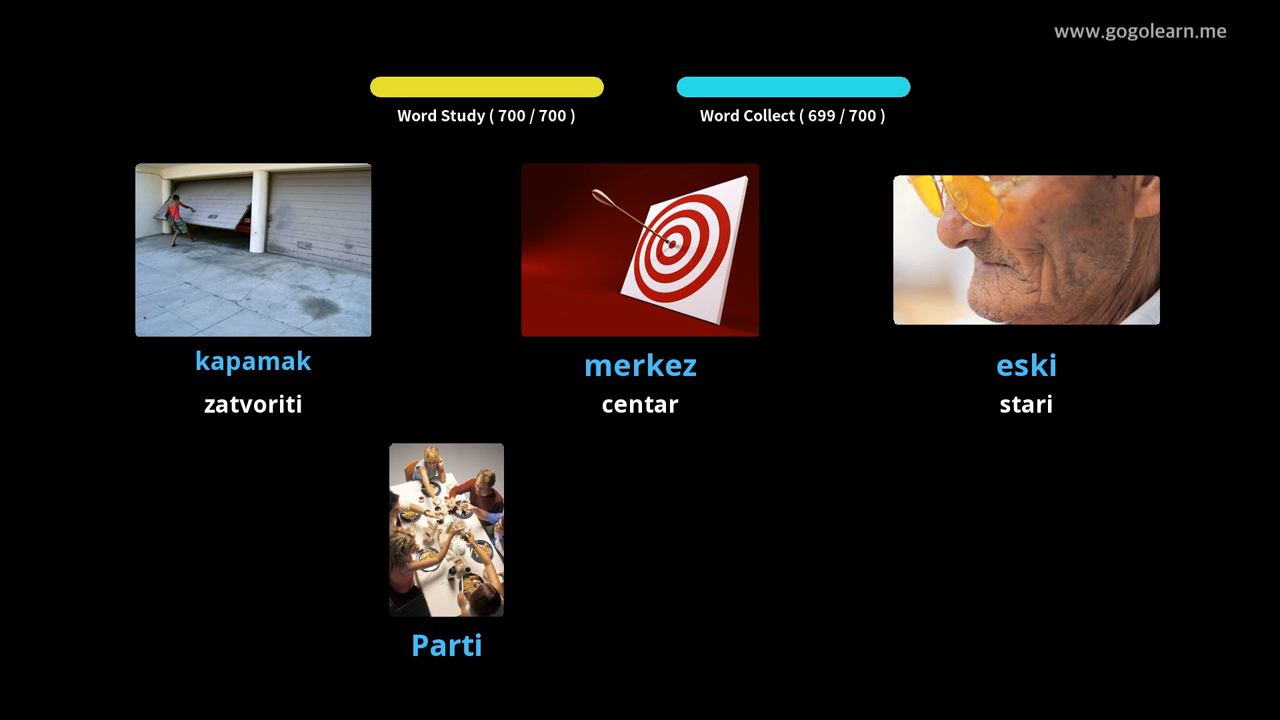 www.gogolearn.me
Word Study ( 700 / 700 )
Word Collect ( 699 / 700 )
kapamak
merkez
eski
zatvoriti
centar
stari
Parti